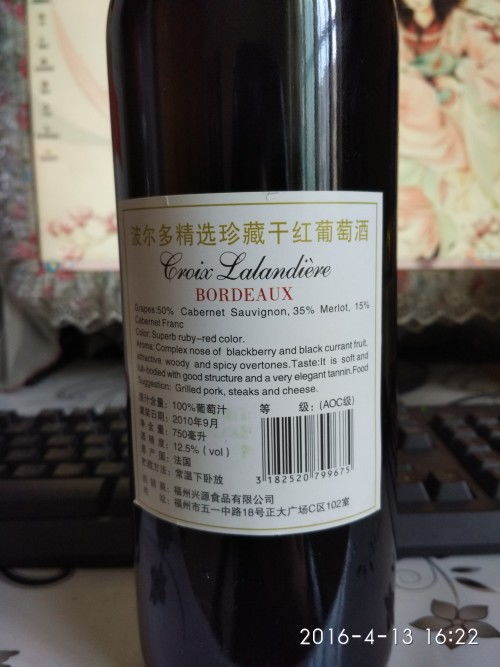 波尔多精选珍藏干红葡萄酒
Croix Lalandière
BORDEAUX
Grapes:50% Cabernet Sauvignon, 35% Merlot, 15%
Cabernet Franc
Color: Superb ruby-red color.
Aroma: Complex nose of blackberry and black currant fruit,
attractive woody and spicy overtones.Taste:It is soft and
full-bodied with good structure and a very elegant tannin.Food
Suggestion: Grilled pork, steaks and cheese.
原汁含量: 100%葡萄汁 等 级: (AOC级)
灌装日期: 2010年9月
净 含 量: 750毫升
酒 精 度: 12.5% ( vol )
原 产 国: 法国
贮藏方法: 常温下卧放
3 182520 799675
经 销 商: 福州兴源食品有限公司
地 址: 福州市五一中路18号正大广场C区102室
2016-4-13 16:22